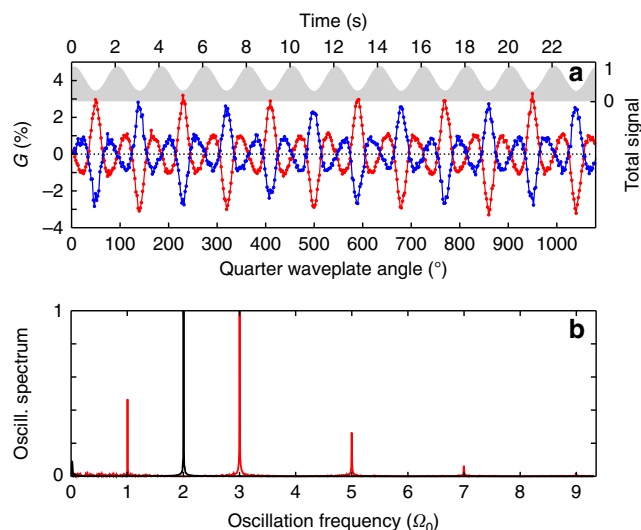 Time (s)
0 2 4 6 8 10 12 14 16 18 20 22
a
4
2
0
−2
−4
G (%)
1
0
Total signal
0 100 200 300 400 500 600 700 800 900 1000
Quarter waveplate angle (°)
b
1
0
Oscill. spectrum
0 1 2 3 4 5 6 7 8 9
Oscillation frequency (Ω0)